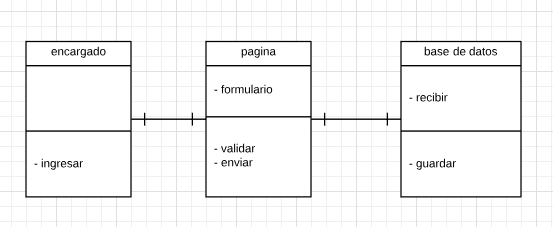 encargado
- ingresar
pagina
- formulario
- validar
- enviar
base de datos
- recibir
- guardar